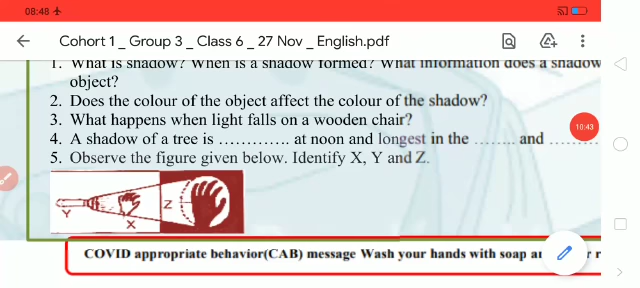 08:48
Cohort 1 _ Group 3 _ Class 6 _ 27 Nov _ English.pdf
1. What is shadow? When is a shadow formed? What information does a shadow
object?
2. Does the colour of the object affect the colour of the shadow?
3. What happens when light falls on a wooden chair?
4. A shadow of a tree is ............. at noon and longest in the ........ and .........
10:43
5. Observe the figure given below. Identify X, Y and Z.
Z
Y
X
COVID appropriate behavior(CAB) message Wash your hands with soap